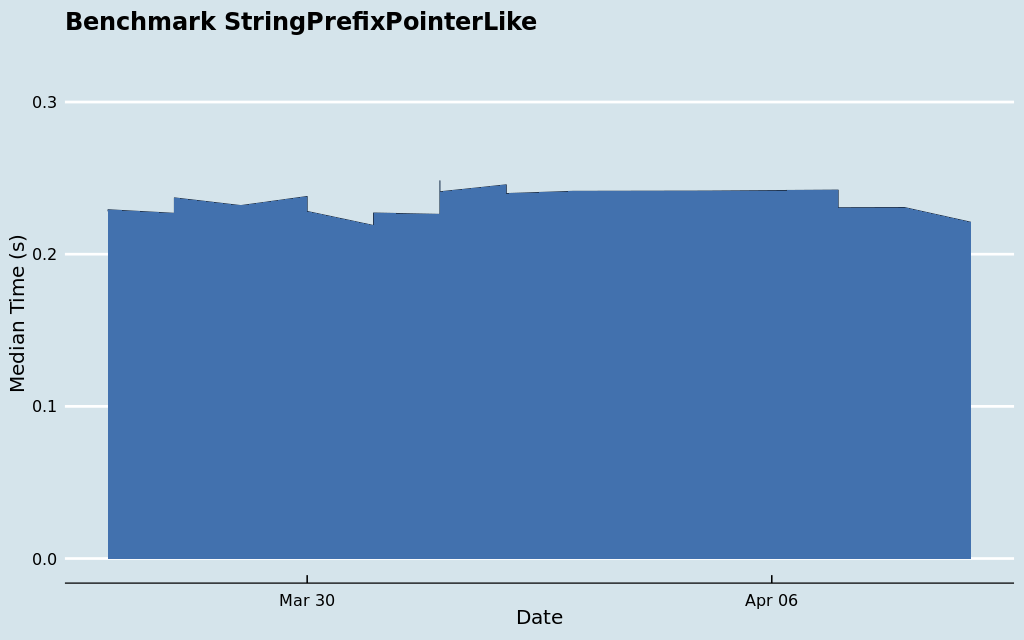 Benchmark StringPrefixPointerLike
0.3
0.2
0.1
0.0
Median Time (s)
Mar 30
Apr 06
Date